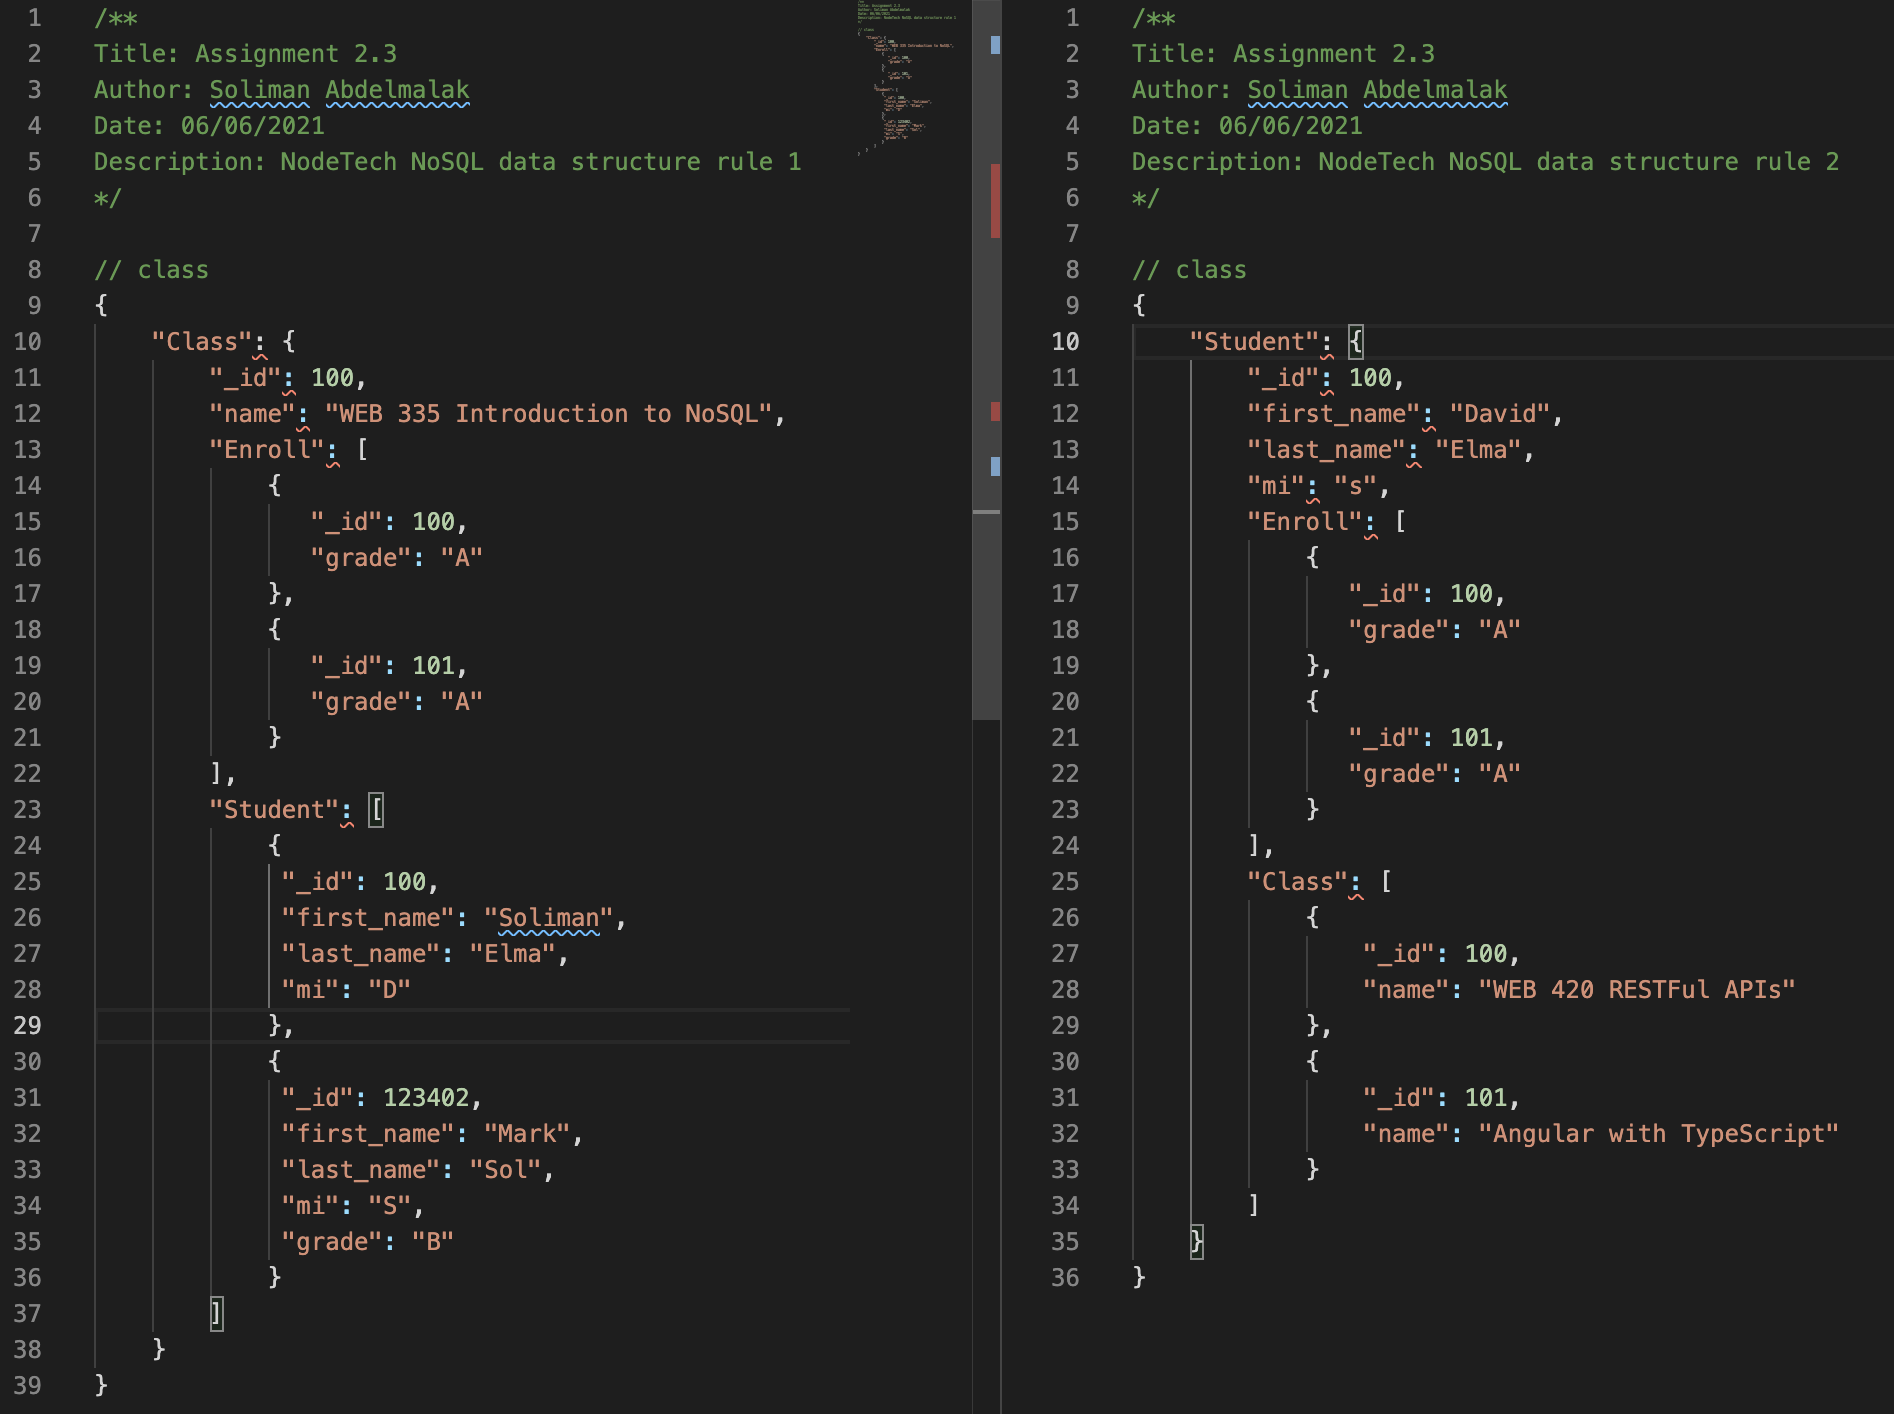 1 /**
2 Title: Assignment 2.3
3 Author: Soliman Abdelmalak
4 Date: 06/06/2021
5 Description: NodeTech NoSQL data structure rule 1
6 */
7
8 // class
9 {
10 "Class": {
11 "_id": 100,
12 "name": "WEB 335 Introduction to NoSQL",
13 "Enroll": [
14 {
15 "_id": 100,
16 "grade": "A"
17 },
18 {
19 "_id": 101,
20 "grade": "A"
21 }
22 ],
23 "Student": [
24 {
25 "_id": 100,
26 "first_name": "Soliman",
27 "last_name": "Elma",
28 "mi": "D"
29 },
30 {
31 "_id": 123402,
32 "first_name": "Mark",
33 "last_name": "Sol",
34 "mi": "S",
35 "grade": "B"
36 }
37 ]
38 }
39 }
1 /**
2 Title: Assignment 2.3
3 Author: Soliman Abdelmalak
4 Date: 06/06/2021
5 Description: NodeTech NoSQL data structure rule 2
6 */
7
8 // class
9 {
10 "Student": {
11 "_id": 100,
12 "first_name": "David",
13 "last_name": "Elma",
14 "mi": "s",
15 "Enroll": [
16 {
17 "_id": 100,
18 "grade": "A"
19 },
20 {
21 "_id": 101,
22 "grade": "A"
23 }
24 ],
25 "Class": [
26 {
27 "_id": 100,
28 "name": "WEB 420 RESTFul APIs"
29 },
30 {
31 "_id": 101,
32 "name": "Angular with TypeScript"
33 }
34 ]
35 }
36 }